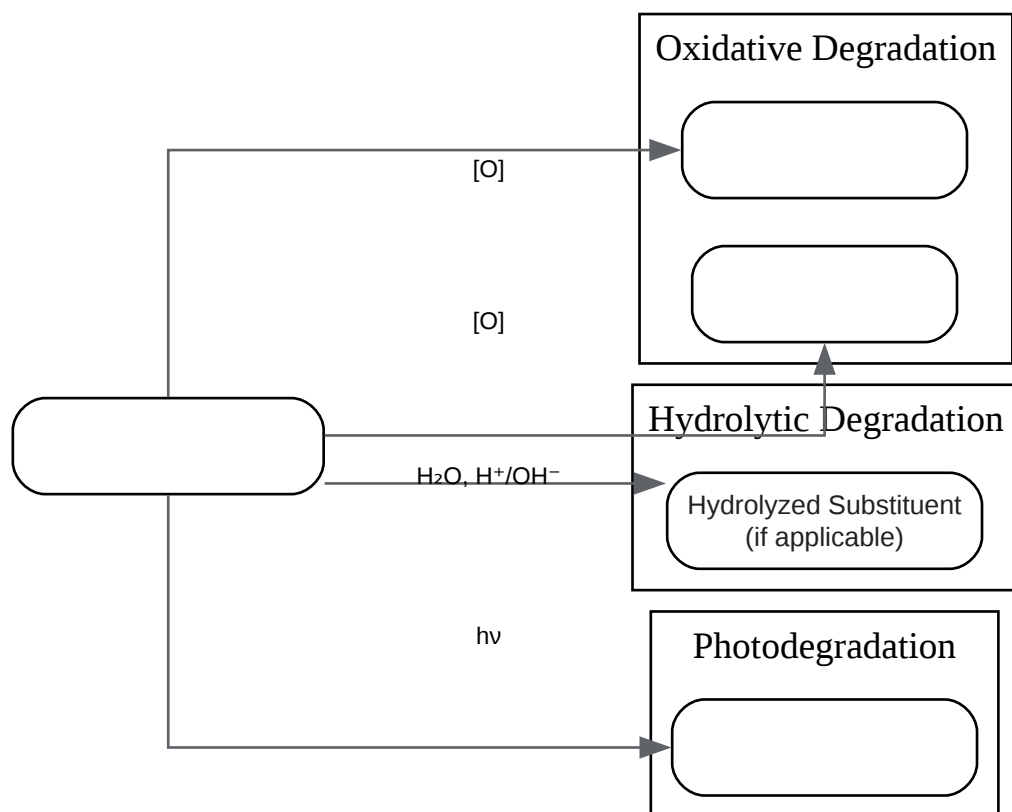 Oxidative Degradation
[O]
[O]
Hydrolytic Degradation
H₂O, H⁺/OH⁻
Hydrolyzed Substituent
(if applicable)
hν
Photodegradation